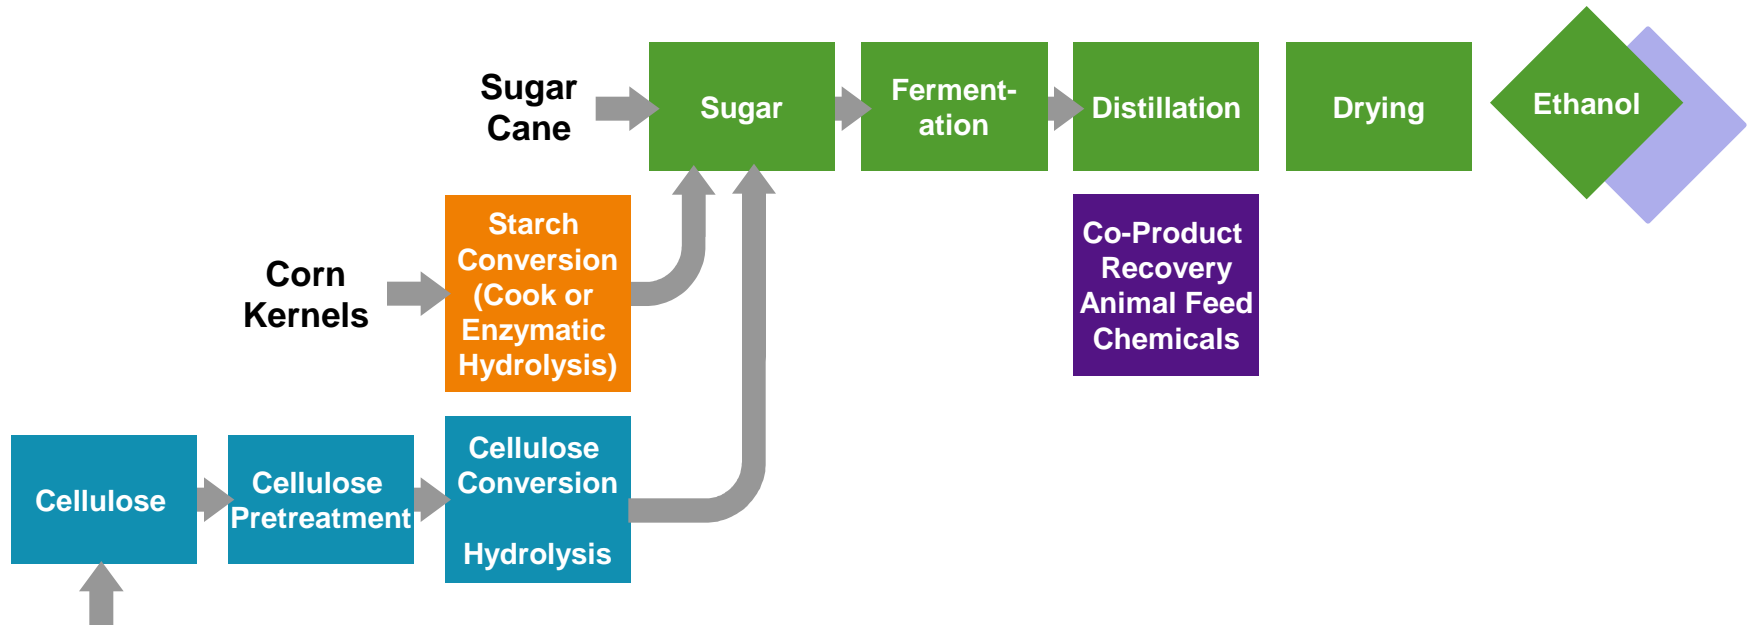 Sugar
Cane
Sugar
Ferment-
ation
Distillation
Drying
Ethanol
Corn
Kernels
Starch
Conversion
(Cook or
Enzymatic
Hydrolysis)
Co-Product
Recovery
Animal Feed
Chemicals
Cellulose
Cellulose
Pretreatment
Cellulose
Conversion
Hydrolysis